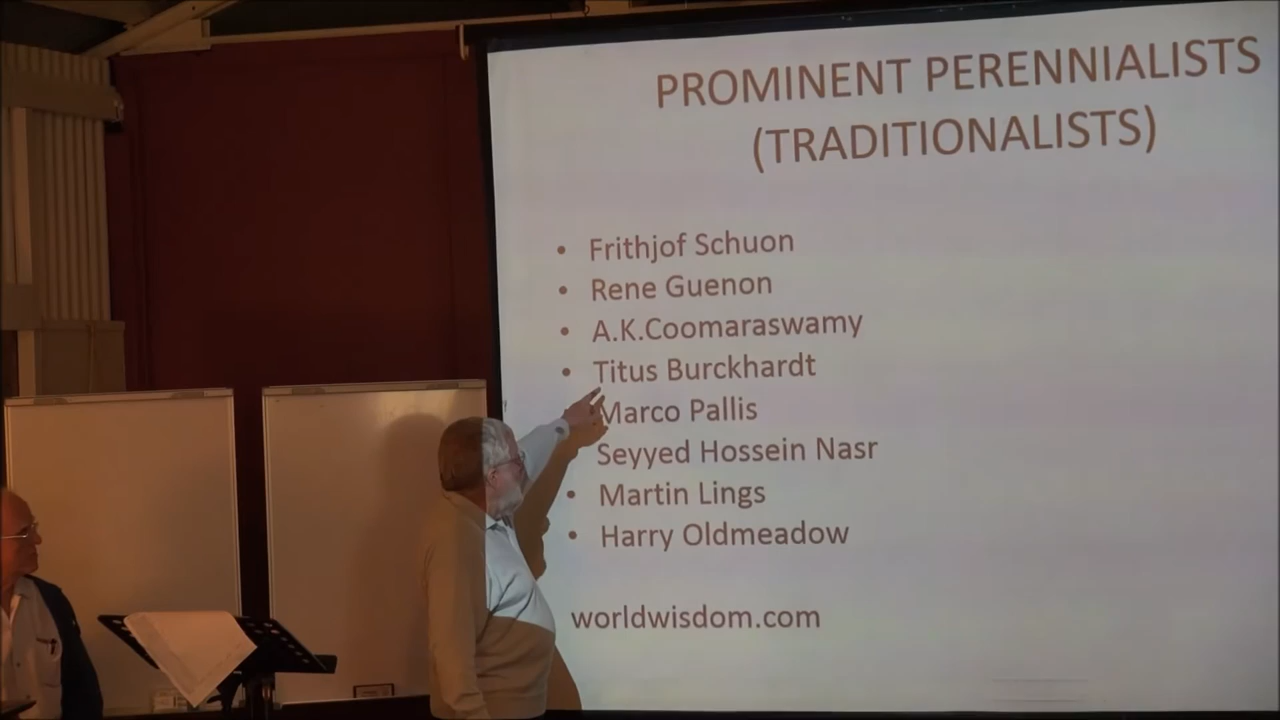 PROMINENT PERENNIALISTS
(TRADITIONALISTS)
• Frithjof Schuon
• Rene Guenon
• A.K.Coomaraswamy
• Titus Burckhardt
Marco Pallis
Seyyed Hossein Nasr
• Martin Lings
• Harry Oldmeadow
worldwisdom.com